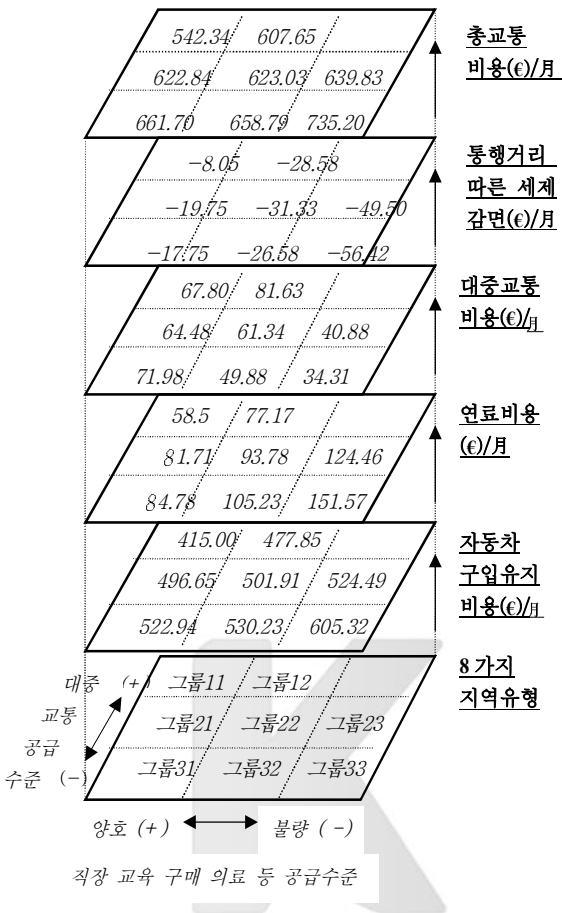 542.34 607.65
622.84 623.03 639.83
661.70 658.79 735.20
총교통
비용(€)/月
-8.05 -28.58
-19.75 -31.33 -49.50
-17.75 -26.58 -56.42
통행거리
따른 세제
감면(€)/月
67.80 81.63
64.48 61.34 40.88
71.98 49.88 34.31
대중교통
비용(€)/月
58.5 77.17
81.71 93.78 124.46
84.78 105.23 151.57
연료비용
(€)/月
415.00 477.85
496.65 501.91 524.49
522.94 530.23 605.32
자동차
구입유지
비용(€)/月
그룹11 그룹12
그룹21 그룹22 그룹23
그룹31 그룹32 그룹33
8가지
지역유형
대중 (+)
교통
공급
수준 (-)
양호 (+) 불량 (-)
직장 교육 구매 의료 등 공급수준